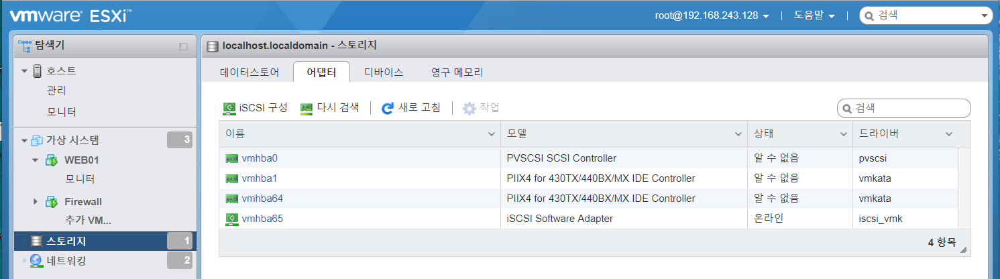 vmware ESXi™
root@192.168.243.128
도움말
검색
탐색기
호스트
관리
모니터
가상 시스템 3
WEB01
모니터
Firewall
추가 VM...
스토리지 1
네트워킹 2
localhost.localdomain - 스토리지
데이터스토어 어댑터 디바이스 영구 메모리
iSCSI 구성 다시 검색 새로 고침 작업 검색
이름 모델 상태 드라이버
vmhba0 PVSCSI SCSI Controller 알 수 없음 pvscsi
vmhba1 PIIX4 for 430TX/440BX/MX IDE Controller 알 수 없음 vmkata
vmhba64 PIIX4 for 430TX/440BX/MX IDE Controller 알 수 없음 vmkata
vmhba65 iSCSI Software Adapter 온라인 iscsi_vmk
4 항목